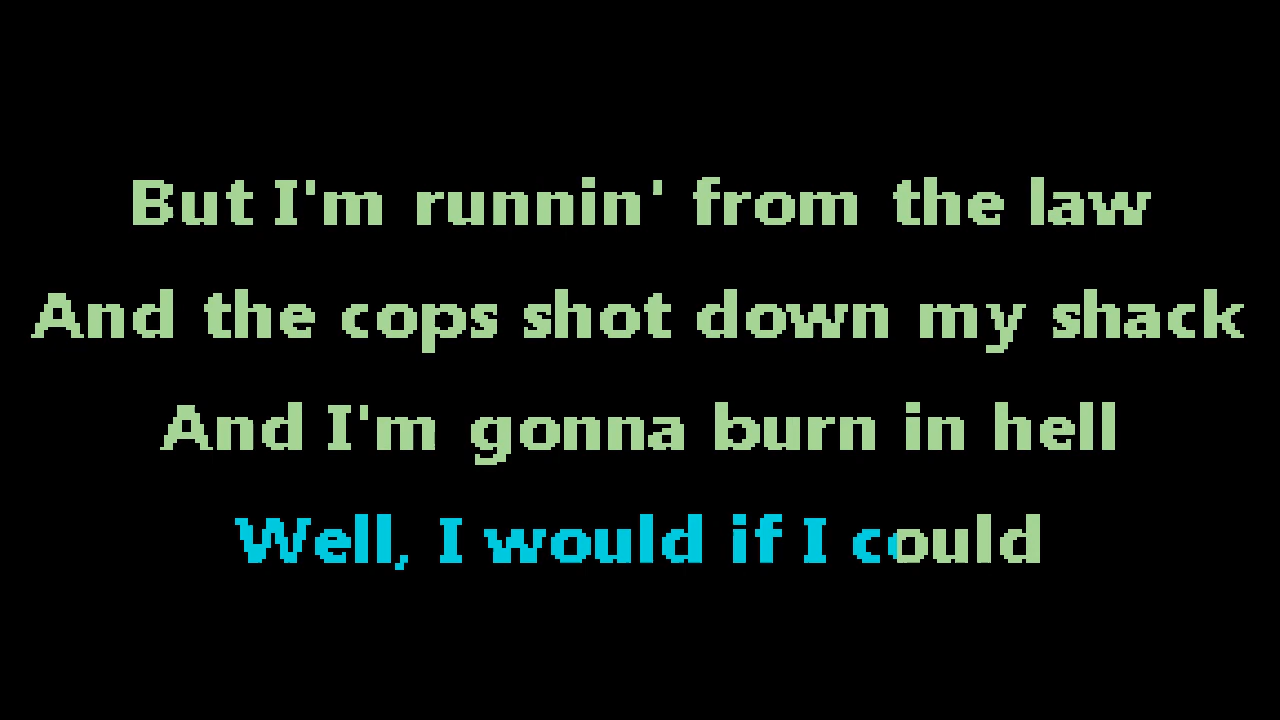 But I'm runnin' from the law
And the cops shot down my shack
And I'm gonna burn in hell
Well, I would if I could